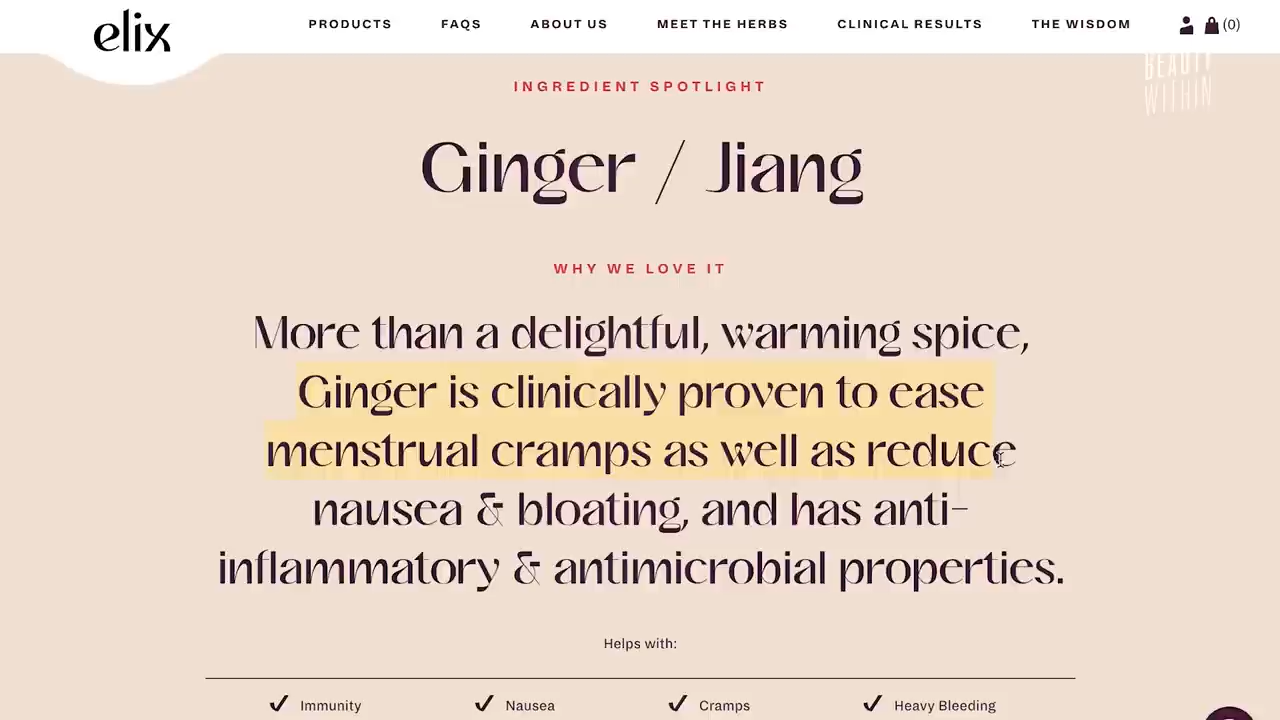 elix
PRODUCTS FAQS ABOUT US MEET THE HERBS CLINICAL RESULTS THE WISDOM (0)
BEAUTY
WITHIN
INGREDIENT SPOTLIGHT
Ginger / Jiang
WHY WE LOVE IT
More than a delightful, warming spice,
Ginger is clinically proven to ease
menstrual cramps as well as reduce
nausea & bloating, and has anti-
inflammatory & antimicrobial properties.
Helps with:
Immunity Nausea Cramps Heavy Bleeding